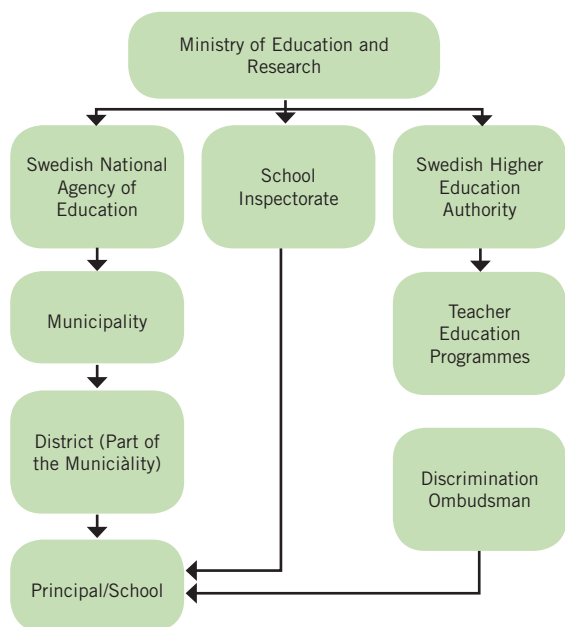 Ministry of Education and
Research
Swedish National
Agency of
Education
School
Inspectorate
Swedish Higher
Education
Authority
Municipality
Teacher
Education
Programmes
District (Part of
the Municiàlity)
Discrimination
Ombudsman
Principal/School